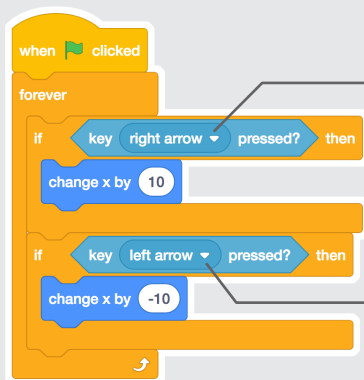 when clicked
forever
if key right arrow pressed? then
change x by 10
if key left arrow pressed? then
change x by -10